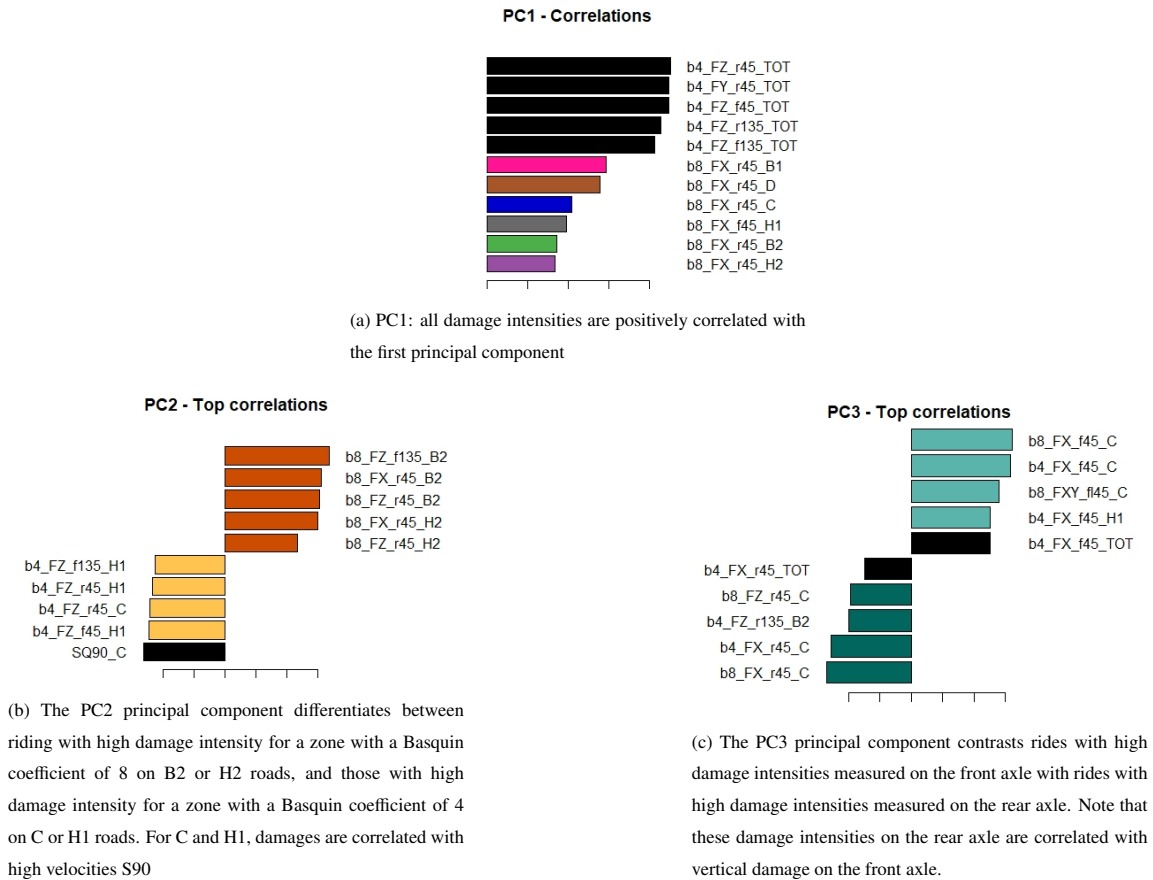 PC1 - Correlations
b4_FZ_r45_TOT
b4_FY_r45_TOT
b4_FZ_f45_TOT
b4_FZ_r135_TOT
b4_FZ_f135_TOT
b8_FX_r45_B1
b8_FX_r45_D
b8_FX_r45_C
b8_FX_f45_H1
b8_FX_r45_B2
b8_FX_r45_H2
(a) PC1: all damage intensities are positively correlated with
the first principal component
PC2 - Top correlations
b8_FZ_f135_B2
b8_FX_r45_B2
b8_FZ_r45_B2
b8_FX_r45_H2
b8_FZ_r45_H2
b4_FZ_f135_H1
b4_FZ_r45_H1
b4_FZ_r45_C
b4_FZ_f45_H1
SQ90_C
(b) The PC2 principal component differentiates between
riding with high damage intensity for a zone with a Basquin
coefficient of 8 on B2 or H2 roads, and those with high
damage intensity for a zone with a Basquin coefficient of 4
on C or H1 roads. For C and H1, damages are correlated with
high velocities S90
PC3 - Top correlations
b8_FX_f45_C
b4_FX_f45_C
b8_FXY_fl45_C
b4_FX_f45_H1
b4_FX_f45_TOT
b4_FX_r45_TOT
b8_FZ_r45_C
b4_FZ_r135_B2
b4_FX_r45_C
b8_FX_r45_C
(c) The PC3 principal component contrasts rides with high
damage intensities measured on the front axle with rides with
high damage intensities measured on the rear axle. Note that
these damage intensities on the rear axle are correlated with
vertical damage on the front axle.